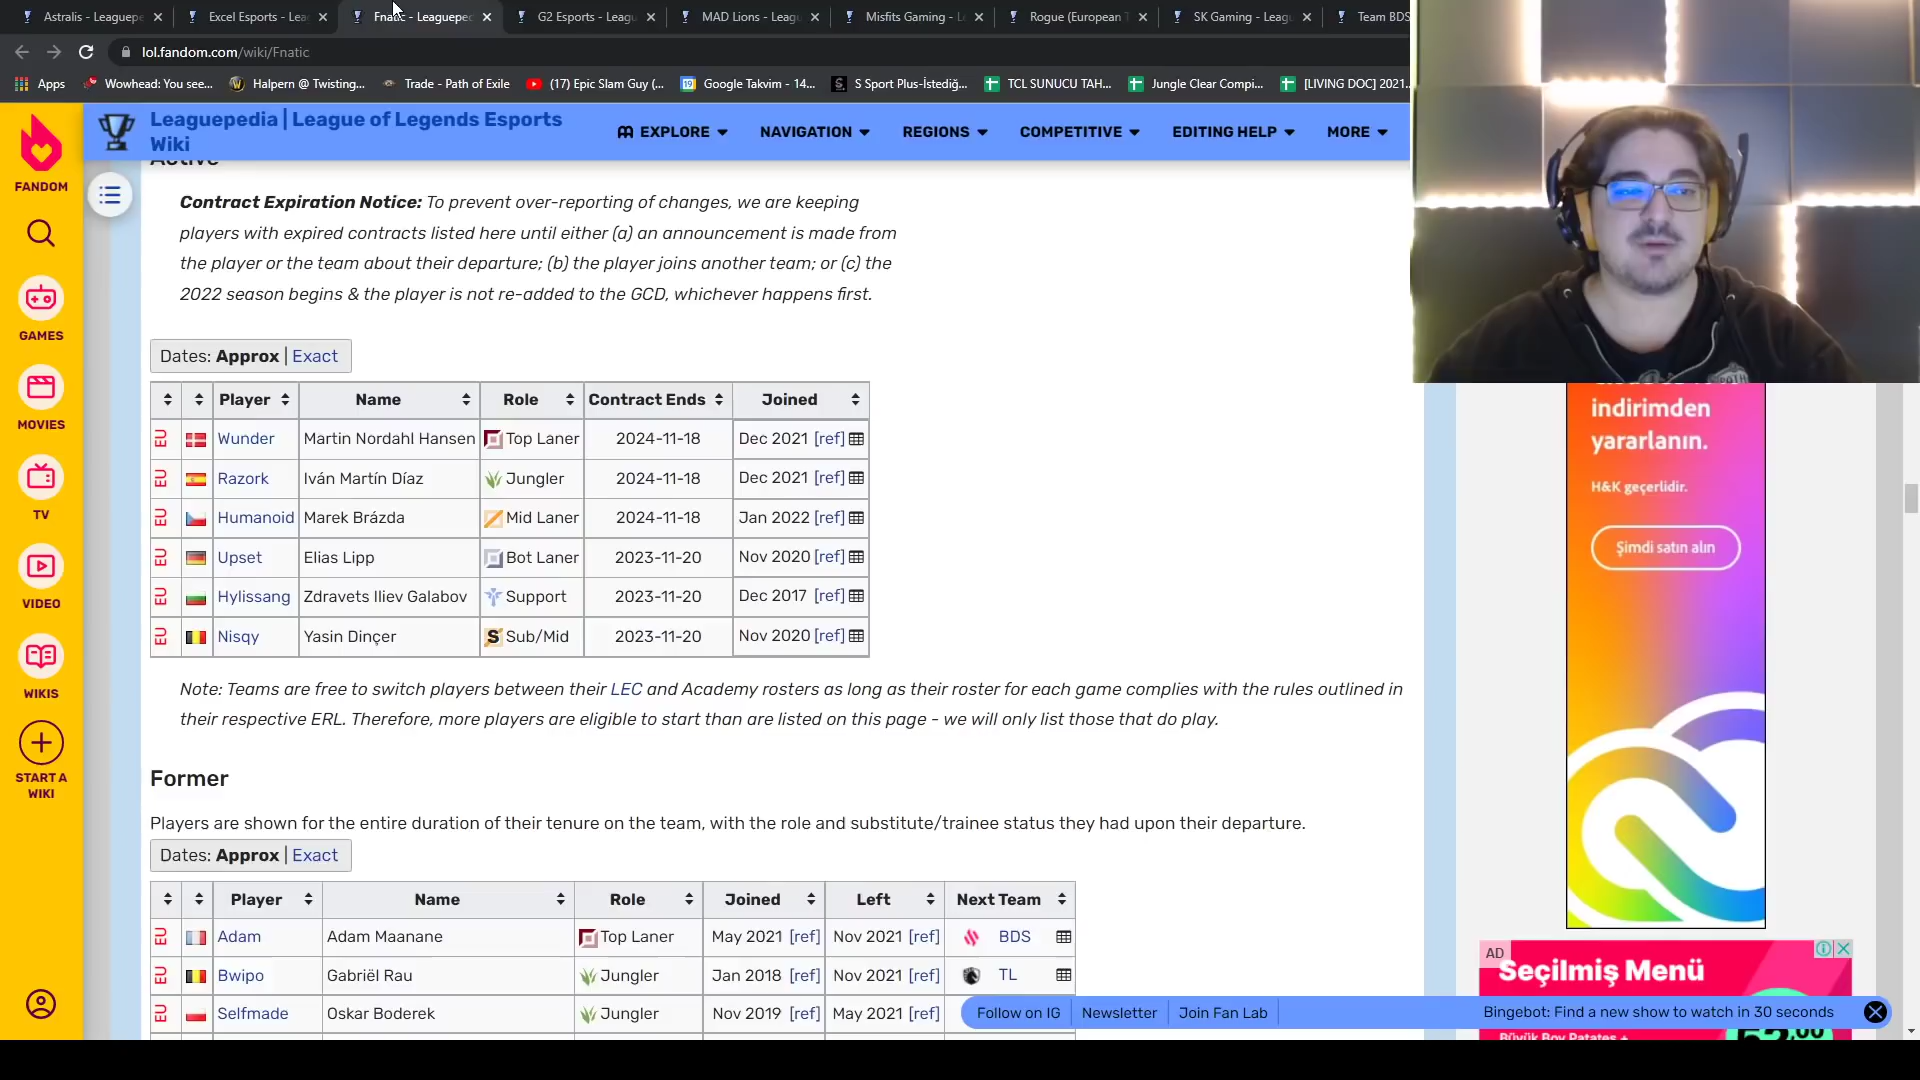 Astralis - Leaguepe
Excel Esports - Lea
Fnatic - Leaguepe
G2 Esports - Leagu
MAD Lions - Leagu
Misfits Gaming - L
Rogue (European T
SK Gaming - Leagu
Team BDS
lol.fandom.com/wiki/Fnatic
Apps
Wowhead: You see...
Halpern @ Twisting...
Trade - Path of Exile
(17) Epic Slam Guy (...
Google Takvim - 14...
S Sport Plus-İstediğ...
TCL SUNUCU TAH...
Jungle Clear Compi...
[LIVING DOC] 2021...
FANDOM
GAMES
MOVIES
TV
VIDEO
WIKIS
START A
WIKI
Leaguepedia | League of Legends Esports
Wiki
EXPLORE
NAVIGATION
REGIONS
COMPETITIVE
EDITING HELP
MORE
Active
Contract Expiration Notice: To prevent over-reporting of changes, we are keeping
players with expired contracts listed here until either (a) an announcement is made from
the player or the team about their departure; (b) the player joins another team; or (c) the
2022 season begins & the player is not re-added to the GCD, whichever happens first.
Dates: Approx | Exact
Player Name Role Contract Ends Joined
EU Wunder Martin Nordahl Hansen Top Laner 2024-11-18 Dec 2021 [ref]
EU Razork Iván Martín Díaz Jungler 2024-11-18 Dec 2021 [ref]
EU Humanoid Marek Brázda Mid Laner 2024-11-18 Jan 2022 [ref]
EU Upset Elias Lipp Bot Laner 2023-11-20 Nov 2020 [ref]
EU Hylissang Zdravets Iliev Galabov Support 2023-11-20 Dec 2017 [ref]
EU Nisqy Yasin Dinçer S Sub/Mid 2023-11-20 Nov 2020 [ref]
Note: Teams are free to switch players between their LEC and Academy rosters as long as their roster for each game complies with the rules outlined in
their respective ERL. Therefore, more players are eligible to start than are listed on this page - we will only list those that do play.
Former
Players are shown for the entire duration of their tenure on the team, with the role and substitute/trainee status they had upon their departure.
Dates: Approx | Exact
Player Name Role Joined Left Next Team
EU Adam Adam Maanane Top Laner May 2021 [ref] Nov 2021 [ref] BDS
EU Bwipo Gabriël Rau Jungler Jan 2018 [ref] Nov 2021 [ref] TL
EU Selfmade Oskar Boderek Jungler Nov 2019 [ref] May 2021 [ref]
Follow on IG
Newsletter
Join Fan Lab
Bingebot: Find a new show to watch in 30 seconds
indirimden
yararlanın.
H&K geçerlidir.
Şimdi satın alın
AD
Seçilmiş Menü
Büyük Boy Patates +